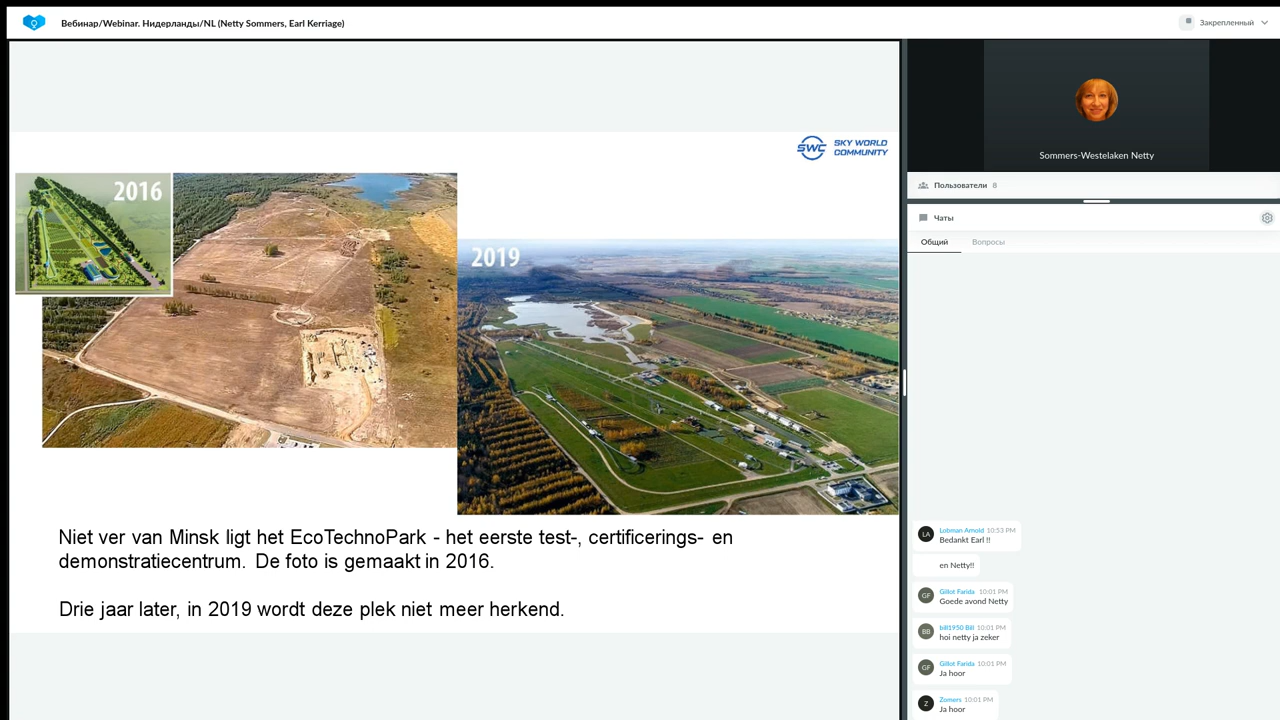 Вебинар/Webinar. Нидерланды/NL (Netty Sommers, Earl Kerriage)
Закрепленный
SWC SKY WORLD
COMMUNITY
2016
2019
Niet ver van Minsk ligt het EcoTechnoPark - het eerste test-, certificerings- en
demonstratiecentrum. De foto is gemaakt in 2016.
Drie jaar later, in 2019 wordt deze plek niet meer herkend.
Sommers-Westelaken Netty
Пользователи 8
Чаты
Общий Вопросы
LA Lobman Arnold 10:53 PM
Bedankt Earl !!
en Netty!!
GF Gillot Farida 10:01 PM
Goede avond Netty
BB bill1950 Bill 10:01 PM
hoi netty ja zeker
GF Gillot Farida 10:01 PM
Ja hoor
Z Zomers 10:01 PM
Ja hoor